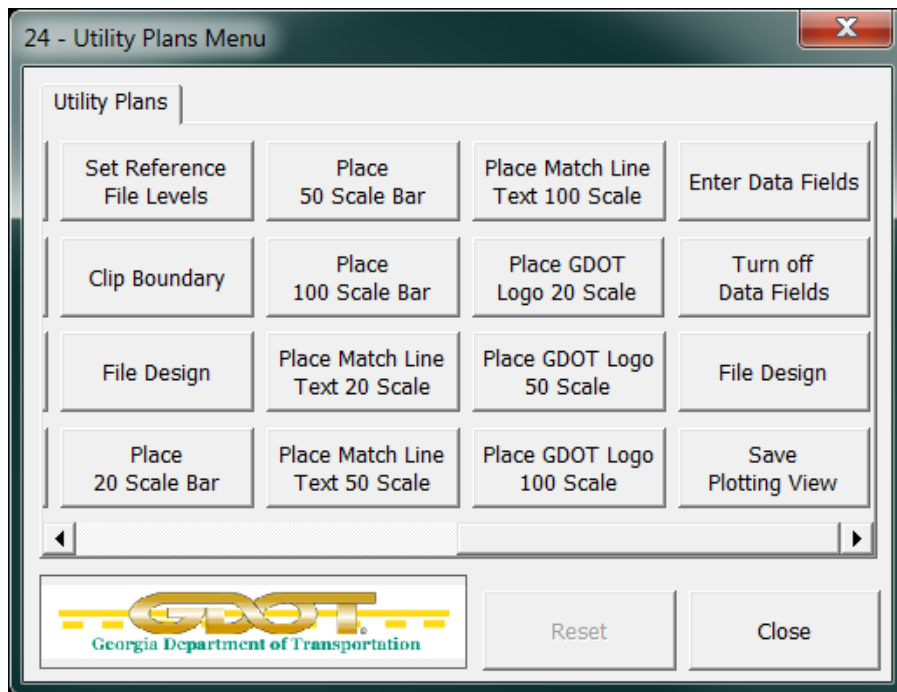 24 - Utility Plans Menu
X
Utility Plans
Set Reference
File Levels
Place
50 Scale Bar
Place Match Line
Text 100 Scale
Enter Data Fields
Clip Boundary
Place
100 Scale Bar
Place GDOT
Logo 20 Scale
Turn off
Data Fields
File Design
Place Match Line
Text 20 Scale
Place GDOT Logo
50 Scale
File Design
Place
20 Scale Bar
Place Match Line
Text 50 Scale
Place GDOT Logo
100 Scale
Save
Plotting View
GDOT®
Georgia Department of Transportation
Reset
Close